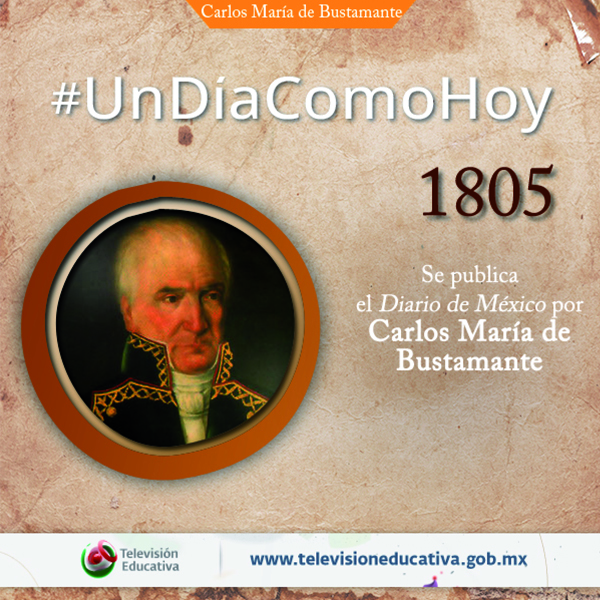 Carlos María de Bustamante
#UnDíaComoHoy
1805
Se publica
el Diario de México por
Carlos María de
Bustamante
Televisión
Educativa
www.televisioneducativa.gob.mx